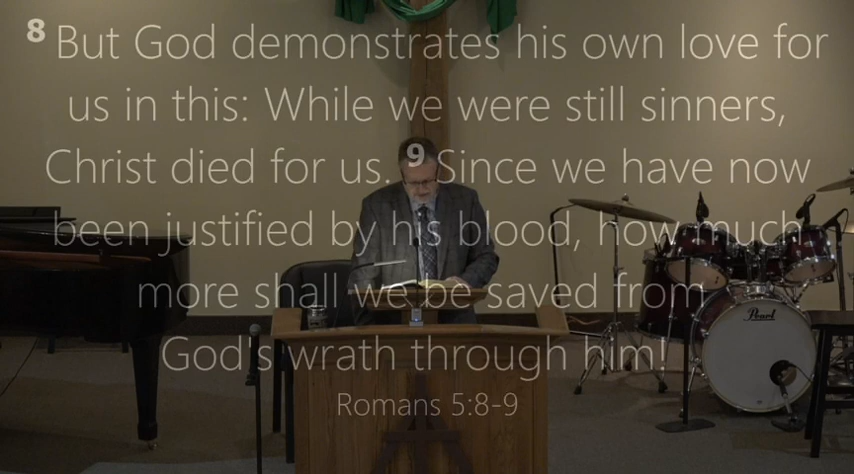 8 But God demonstrates his own love for
us in this: While we were still sinners,
Christ died for us. 9 Since we have now
been justified by his blood, how much
more shall we be saved from
God's wrath through him!
Romans 5:8-9
Pearl